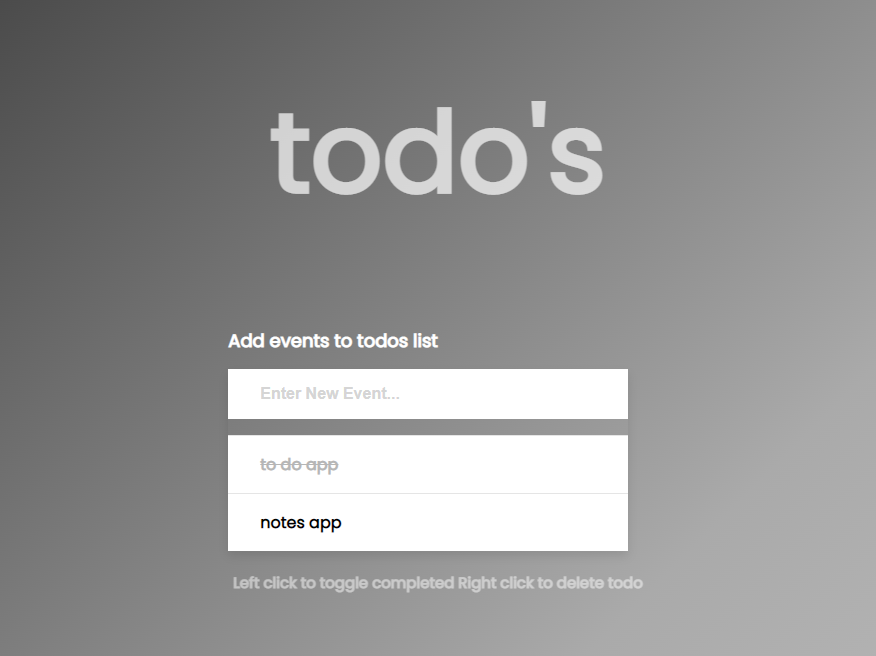 todo's
Add events to todos list
Enter New Event...
to do app
notes app
Left click to toggle completed Right click to delete todo